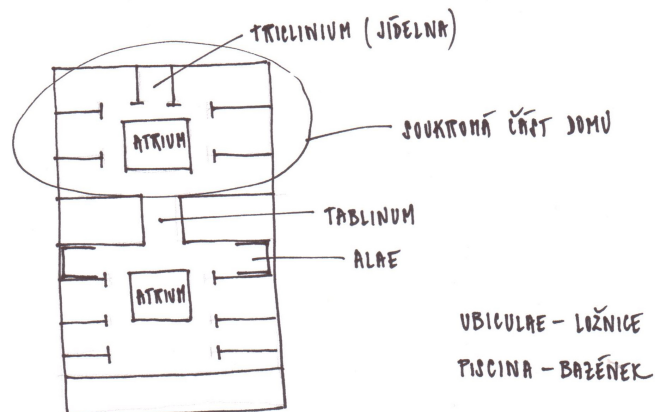 TRICLINIUM (JÍDELNA)
ATRIUM
SOUKROMÁ ČÁST DOMU
TABLINUM
ALAE
ATRIUM
UBICULAE – LOŽNICE
PISCINA – BAZÉNEK